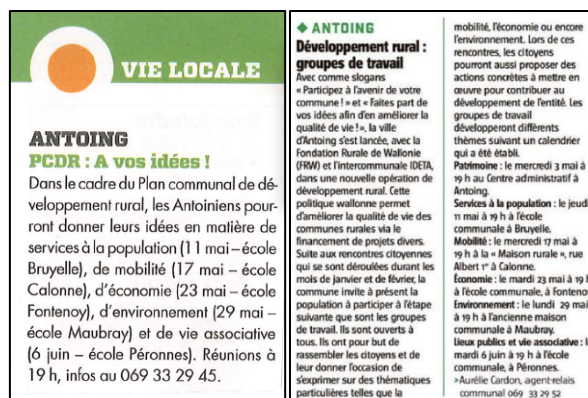 VIE LOCALE
ANTOING
PCDR : A vos idées !
Dans le cadre du Plan communal de dé-
veloppement rural, les Antoiniens pour-
ront donner leurs idées en matière de
services à la population (11 mai – école
Bruyelle), de mobilité (17 mai – école
Calonne), d'économie (23 mai – école
Fontenoy), d'environnement (29 mai –
école Maubray) et de vie associative
(6 juin – école Péronnes). Réunions à
19 h, infos au 069 33 29 45.
◆ ANTOING
Développement rural :
groupes de travail
Avec comme slogans
« Participez à l'avenir de votre
commune ! » et « Faites part de
vos idées afin d'en améliorer la
qualité de vie ! », la ville
d'Antoing s'est lancée, avec la
Fondation Rurale de Wallonie
(FRW) et l'intercommunale IDETA,
dans une nouvelle opération de
développement rural. Cette
politique wallonne permet
d'améliorer la qualité de vie des
communes rurales via le
financement de projets divers.
Suite aux rencontres citoyennes
qui se sont déroulées durant les
mois de janvier et de février, la
commune invite à présent la
population à participer à l'étape
suivante que sont les groupes
de travail. Ils sont ouverts à
tous. Ils ont pour but de
rassembler les citoyens et de
leur donner l'occasion de
s'exprimer sur des thématiques
particulières telles que la
mobilité, l'économie ou encore
l'environnement. Lors de ces
rencontres, les citoyens
pourront aussi proposer des
actions concrètes à mettre en
œuvre pour contribuer au
développement de l'entité. Les
groupes de travail
développeront différents
thèmes suivant un calendrier
qui a été établi.
Patrimoine : le mercredi 3 mai à
19 h au Centre administratif à
Antoing.
Services à la population : le jeudi
11 mai à 19 h à l'école
communale à Bruyelle.
Mobilité : le mercredi 17 mai à
19 h à la « Maison rurale », rue
Albert 1er à Calonne.
Économie : le mardi 23 mai à 19 h
à l'école communale, à Fontenoy.
Environnement : le lundi 29 mai
à 19 h à l'ancienne maison
communale à Maubray.
Lieux publics et vie associative : le
mardi 6 juin à 19 h à l'école
communale, à Péronnes.
>Aurélie Cardon, agent-relais
communal 069 33 29 52